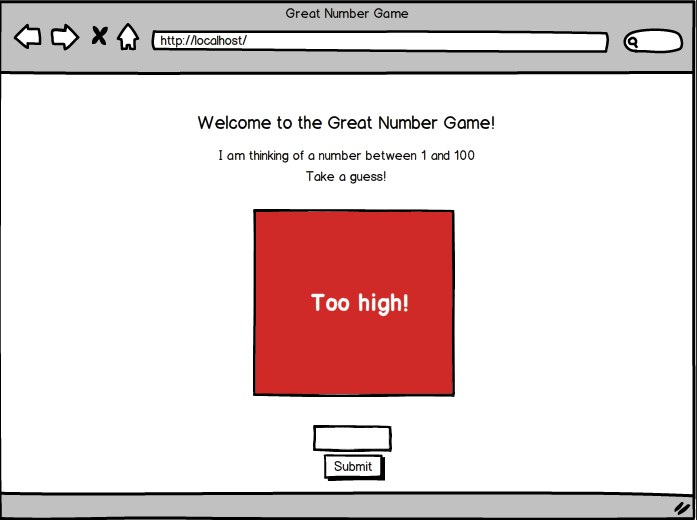 Great Number Game
http://localhost/
Welcome to the Great Number Game!
I am thinking of a number between 1 and 100
Take a guess!
Too high!
Submit